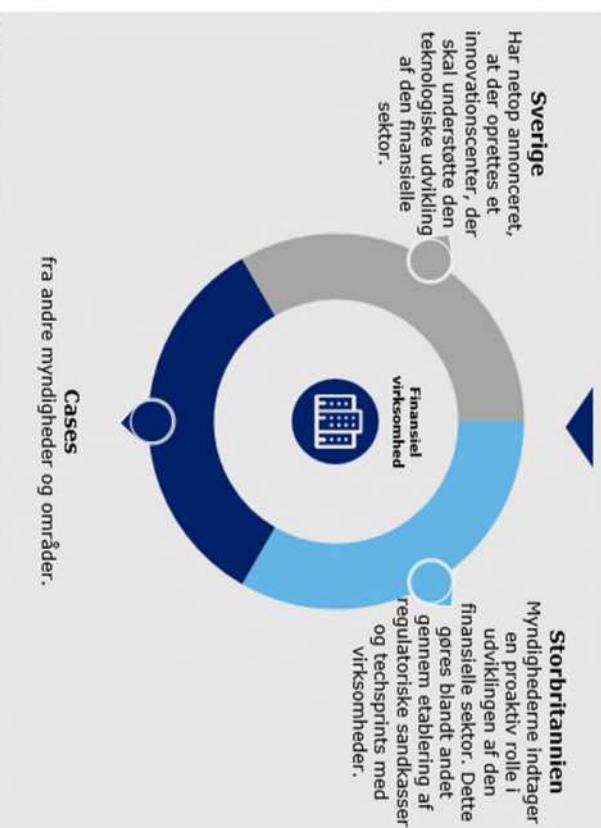 Sverige
Har netop annonceret,
at der oprettes et
innovationscenter, der
skal understøtte den
teknologiske udvikling
af den finansielle
sektor.
Storbritannien
Myndighederne indtager
en proaktiv rolle i
udviklingen af den
finansielle sektor. Dette
gøres blandt andet
gennem etablering af
regulatoriske sandkasser
og techsprints med
virksomheder.
Finansiel
virksomhed
Cases
fra andre myndigheder og områder.